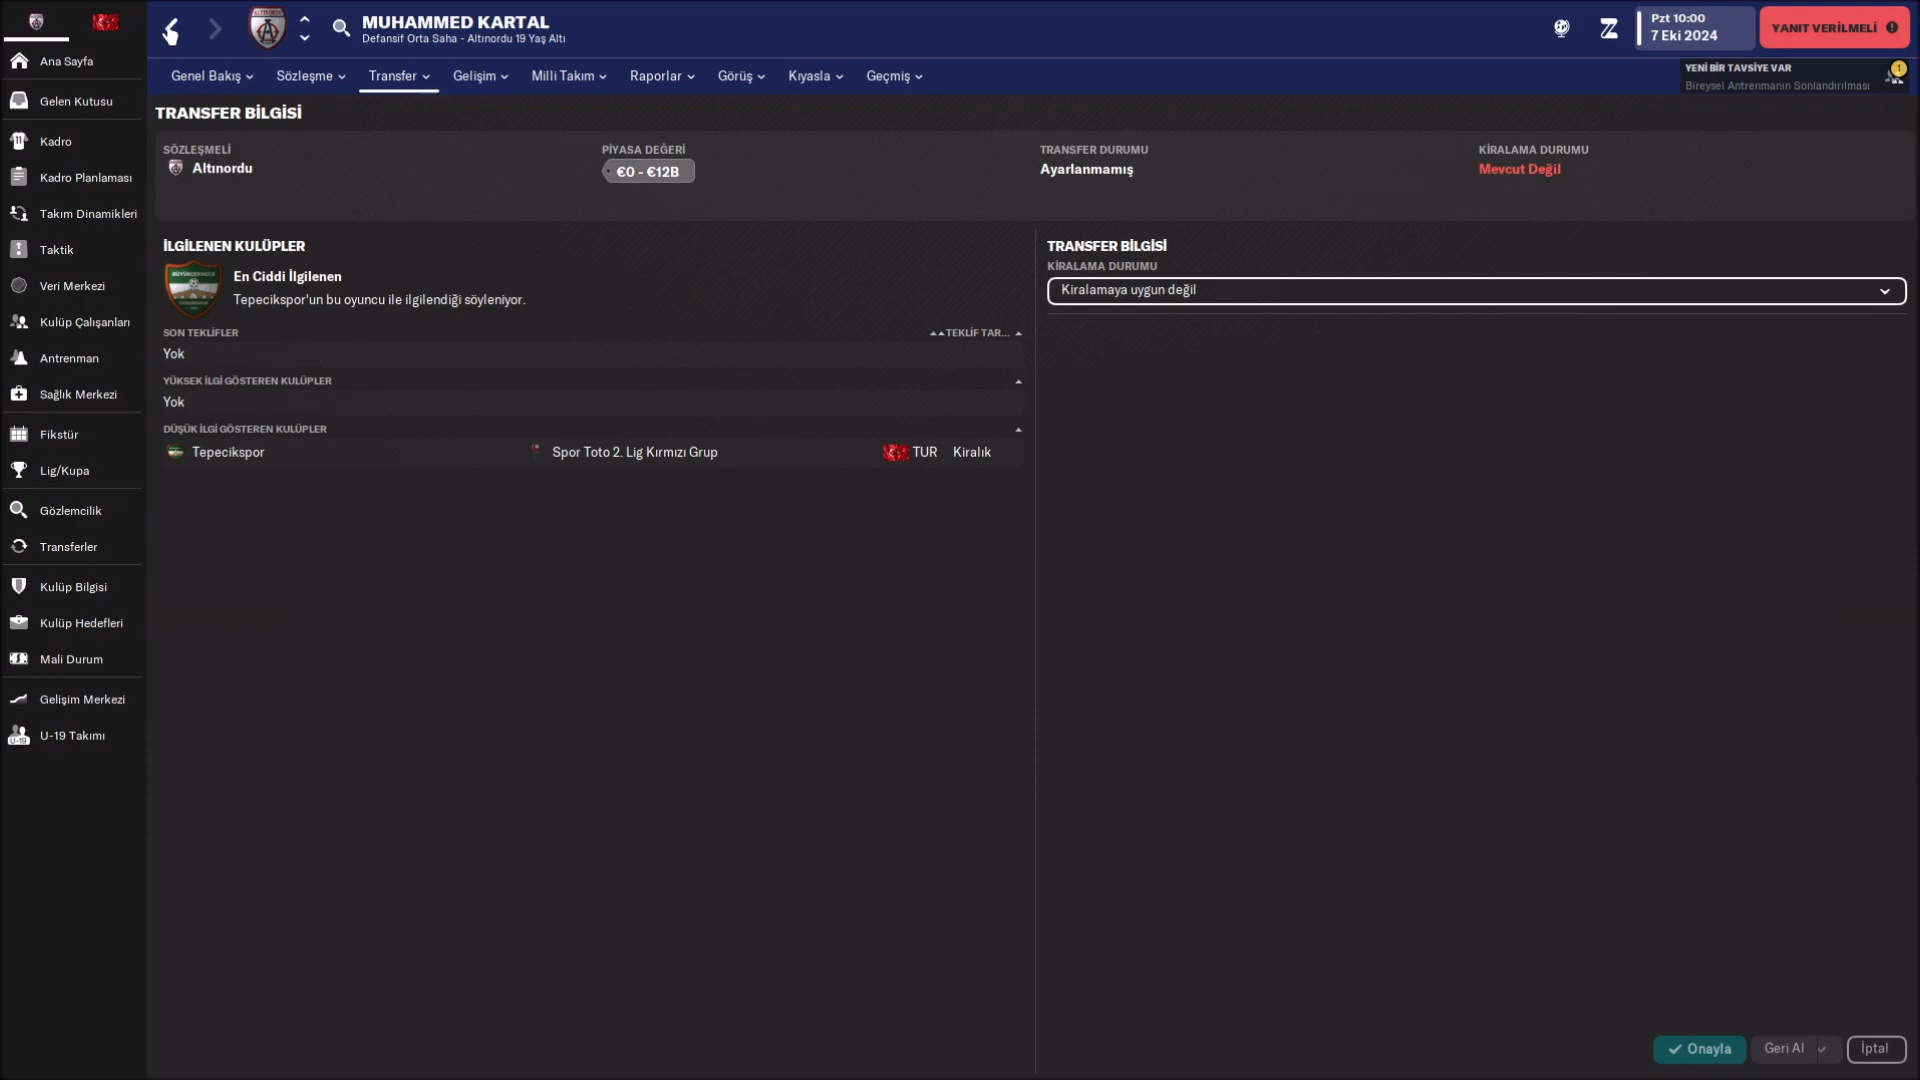 MUHAMMED KARTAL
Defansif Orta Saha - Altınordu 19 Yaş Altı
Pzt 10:00
7 Eki 2024
YANIT VERİLMELİ
Ana Sayfa
Gelen Kutusu
Kadro
Kadro Planlaması
Takım Dinamikleri
Taktik
Veri Merkezi
Kulüp Çalışanları
Antrenman
Sağlık Merkezi
Fikstür
Lig/Kupa
Gözlemcilik
Transferler
Kulüp Bilgisi
Kulüp Hedefleri
Mali Durum
Gelişim Merkezi
U-19 Takımı
Genel Bakış
Sözleşme
Transfer
Gelişim
Milli Takım
Raporlar
Görüş
Kıyasla
Geçmiş
YENİ BİR TAVSİYE VAR
Bireysel Antrenmanın Sonlandırılması
1
TRANSFER BİLGİSİ
SÖZLEŞMELİ
Altınordu
PİYASA DEĞERİ
€0 - €12B
TRANSFER DURUMU
Ayarlanmamış
KİRALAMA DURUMU
Mevcut Değil
İLGİLENEN KULÜPLER
En Ciddi İlgilenen
Tepecikspor'un bu oyuncu ile ilgilendiği söyleniyor.
SON TEKLİFLER
TEKLİF TAR...
Yok
YÜKSEK İLGİ GÖSTEREN KULÜPLER
Yok
DÜŞÜK İLGİ GÖSTEREN KULÜPLER
Tepecikspor
Spor Toto 2. Lig Kırmızı Grup
TUR
Kiralık
TRANSFER BİLGİSİ
KİRALAMA DURUMU
Kiralamaya uygun değil
Onayla
Geri Al
İptal